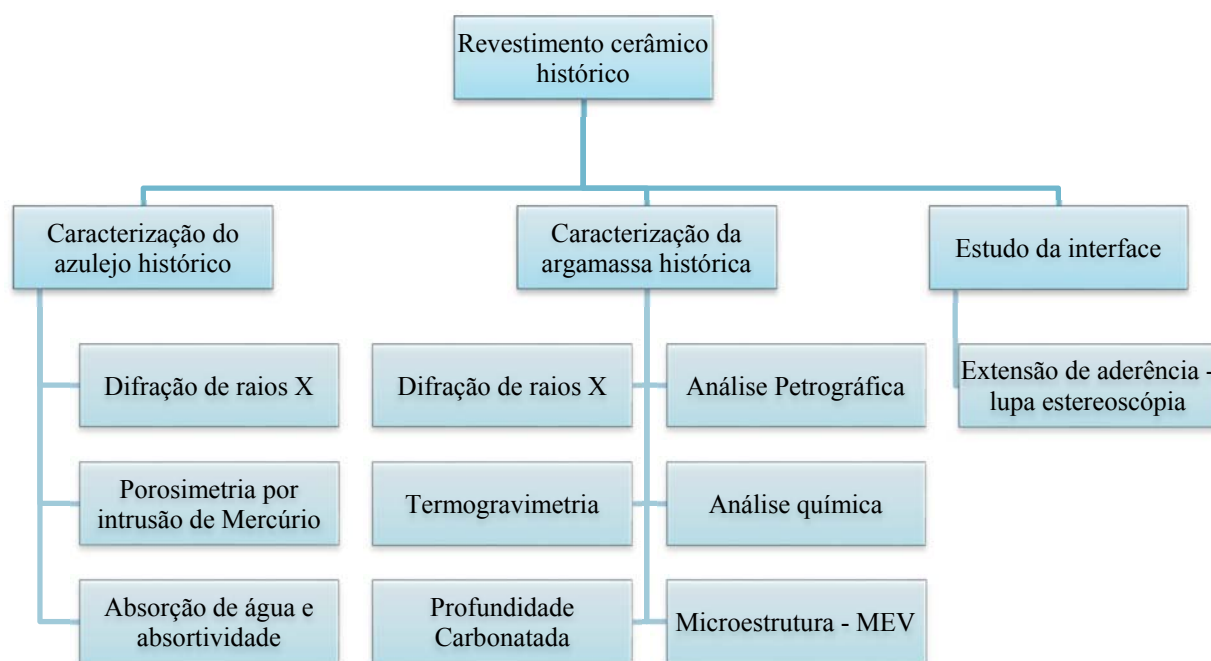 Revestimento cerâmico
histórico
Caracterização do
azulejo histórico
Caracterização da
argamassa histórica
Estudo da interface
Difração de raios X
Difração de raios X
Análise Petrográfica
Extensão de aderência -
lupa estereoscópia
Porosimetria por
intrusão de Mercúrio
Termogravimetria
Análise química
Absorção de água e
absortividade
Profundidade
Carbonatada
Microestrutura - MEV